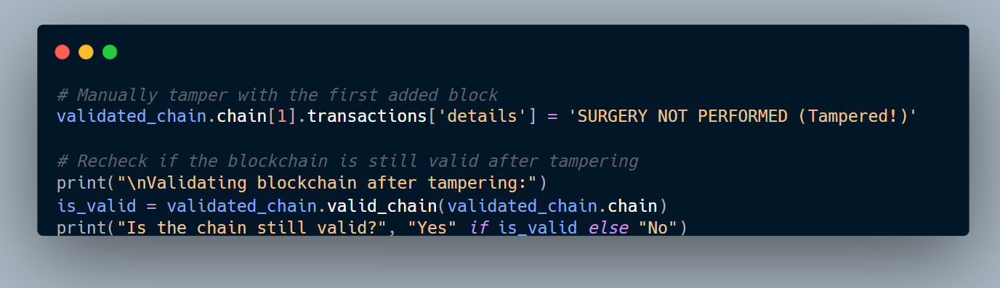 # Manually tamper with the first added block
validated_chain.chain[1].transactions['details'] = 'SURGERY NOT PERFORMED (Tampered!)'
# Recheck if the blockchain is still valid after tampering
print("\nValidating blockchain after tampering:")
is_valid = validated_chain.valid_chain(validated_chain.chain)
print("Is the chain still valid?", "Yes" if is_valid else "No")